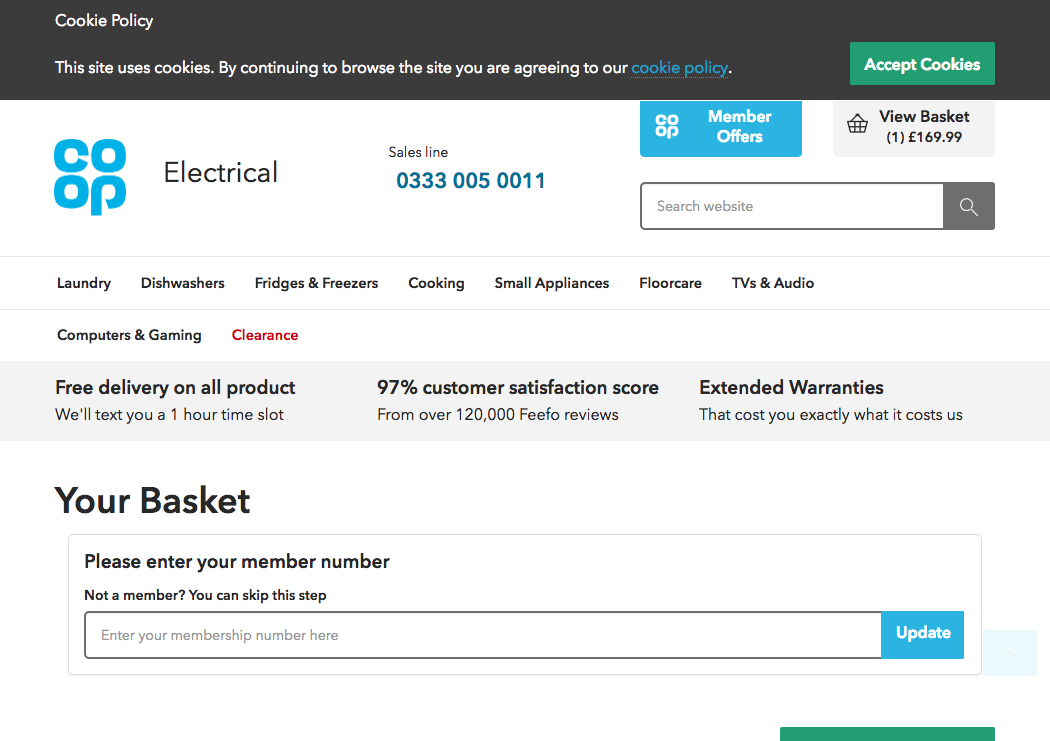 Cookie Policy
This site uses cookies. By continuing to browse the site you are agreeing to our cookie policy.
Accept Cookies
co
op
Electrical
Sales line
0333 005 0011
co
op
Member
Offers
View Basket
(1) £169.99
Search website
Laundry Dishwashers Fridges & Freezers Cooking Small Appliances Floorcare TVs & Audio
Computers & Gaming Clearance
Free delivery on all product
We'll text you a 1 hour time slot
97% customer satisfaction score
From over 120,000 Feefo reviews
Extended Warranties
That cost you exactly what it costs us
Your Basket
Please enter your member number
Not a member? You can skip this step
Enter your membership number here
Update